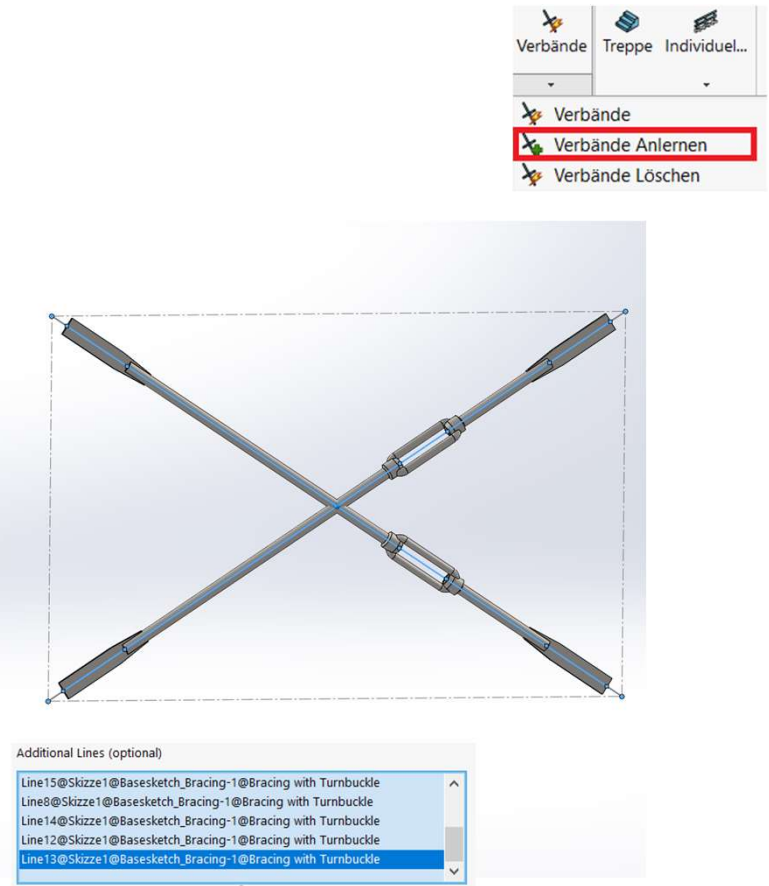 Verbände Treppe Individuel...
Verbände
Verbände Anlernen
Verbände Löschen
Additional Lines (optional)
Line15@Skizze1@Basesketch_Bracing-1@Bracing with Turnbuckle
Line8@Skizze1@Basesketch_Bracing-1@Bracing with Turnbuckle
Line14@Skizze1@Basesketch_Bracing-1@Bracing with Turnbuckle
Line12@Skizze1@Basesketch_Bracing-1@Bracing with Turnbuckle
Line13@Skizze1@Basesketch_Bracing-1@Bracing with Turnbuckle